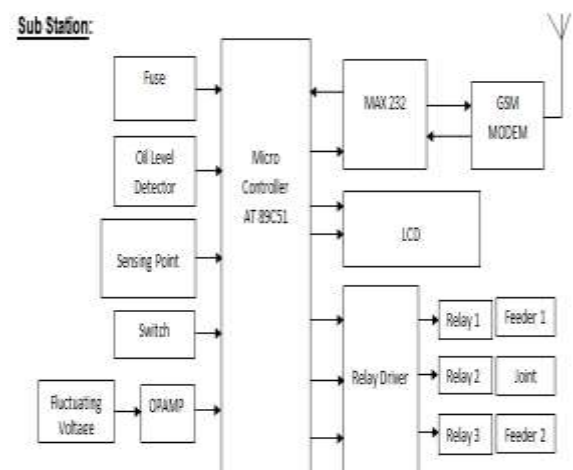 Sub Station:
Fuse
Oil Level
Detector
Sensing Point
Switch
Fluctuating
Voltage
OPAMP
Micro
Controller
AT 89C51
MAX 232
GSM
MODEM
LCD
Relay Driver
Relay 1
Feeder 1
Relay 2
Joint
Relay 3
Feeder 2